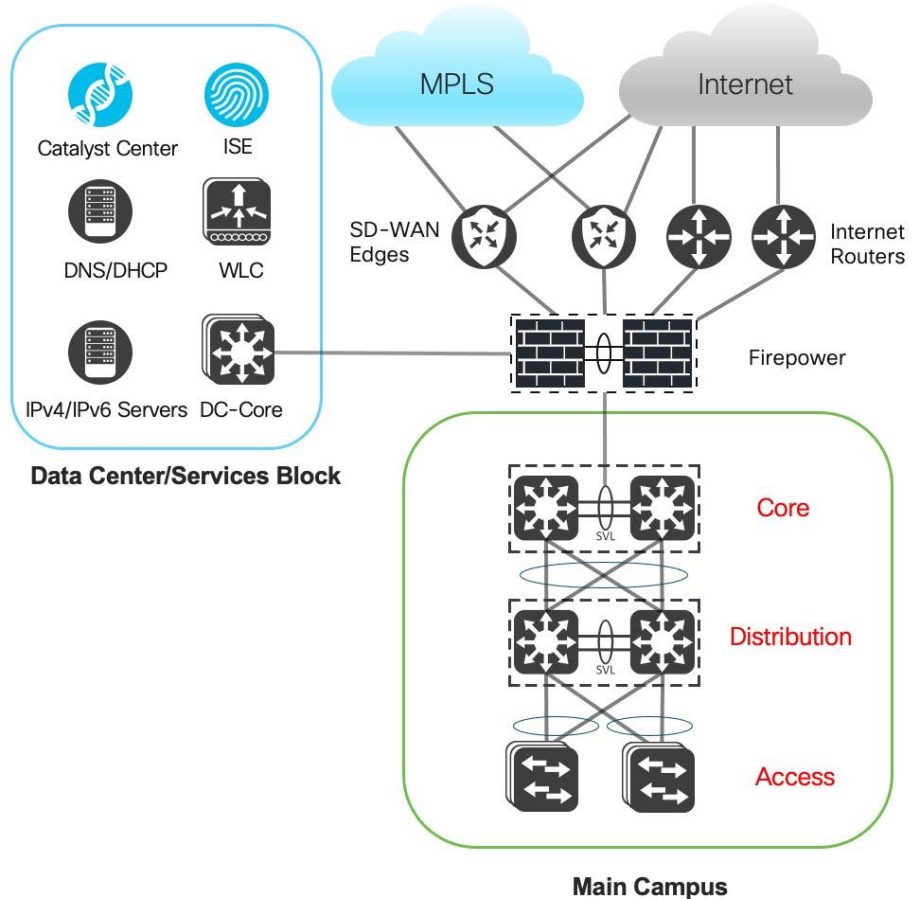 MPLS
Internet
Catalyst Center
ISE
DNS/DHCP
WLC
IPv4/IPv6 Servers
DC-Core
Data Center/Services Block
SD-WAN
Edges
Internet
Routers
Firepower
SVL
Core
SVL
Distribution
Access
Main Campus